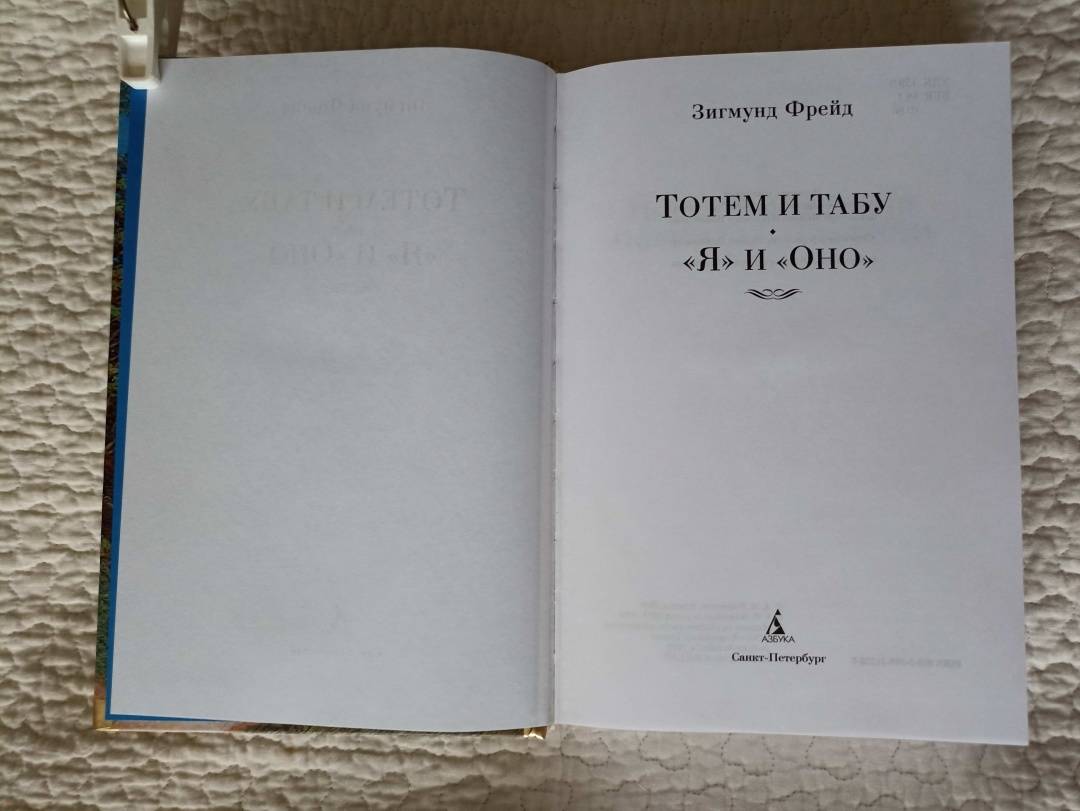 Зигмунд Фрейд
ТОТЕМ И ТАБУ
«Я» И «ОНО»
АЗБУКА
Санкт-Петербург